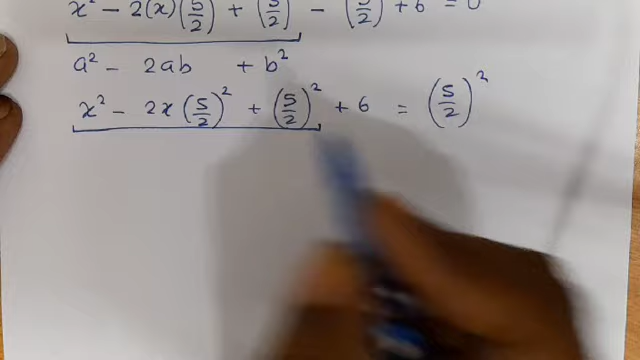 x² − 2(x)(5/2) + (5/2)² − (5/2)² + 6 = 0
a² − 2ab + b²
x² − 2x(5/2)² + (5/2)² + 6 = (5/2)²